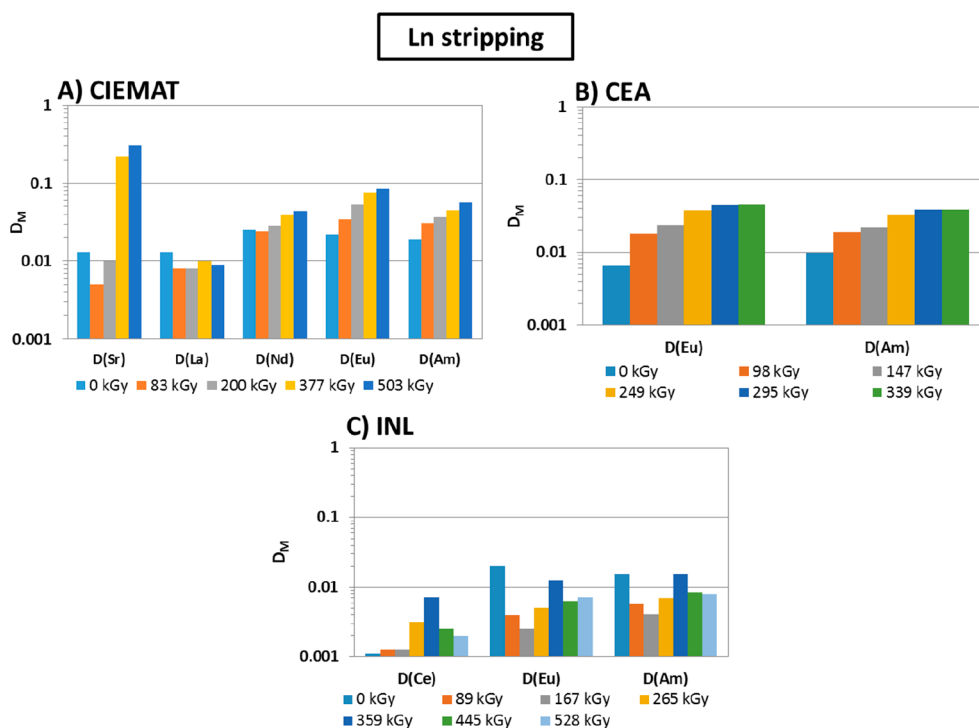 Ln stripping
A) CIEMAT
1
0.1
0.01
0.001
D_M
D(Sr) D(La) D(Nd) D(Eu) D(Am)
0 kGy 83 kGy 200 kGy 377 kGy 503 kGy
B) CEA
1
0.1
0.01
0.001
D_M
D(Eu) D(Am)
0 kGy 98 kGy 147 kGy
249 kGy 295 kGy 339 kGy
C) INL
1
0.1
0.01
0.001
D_M
D(Ce) D(Eu) D(Am)
0 kGy 89 kGy 167 kGy 265 kGy
359 kGy 445 kGy 528 kGy